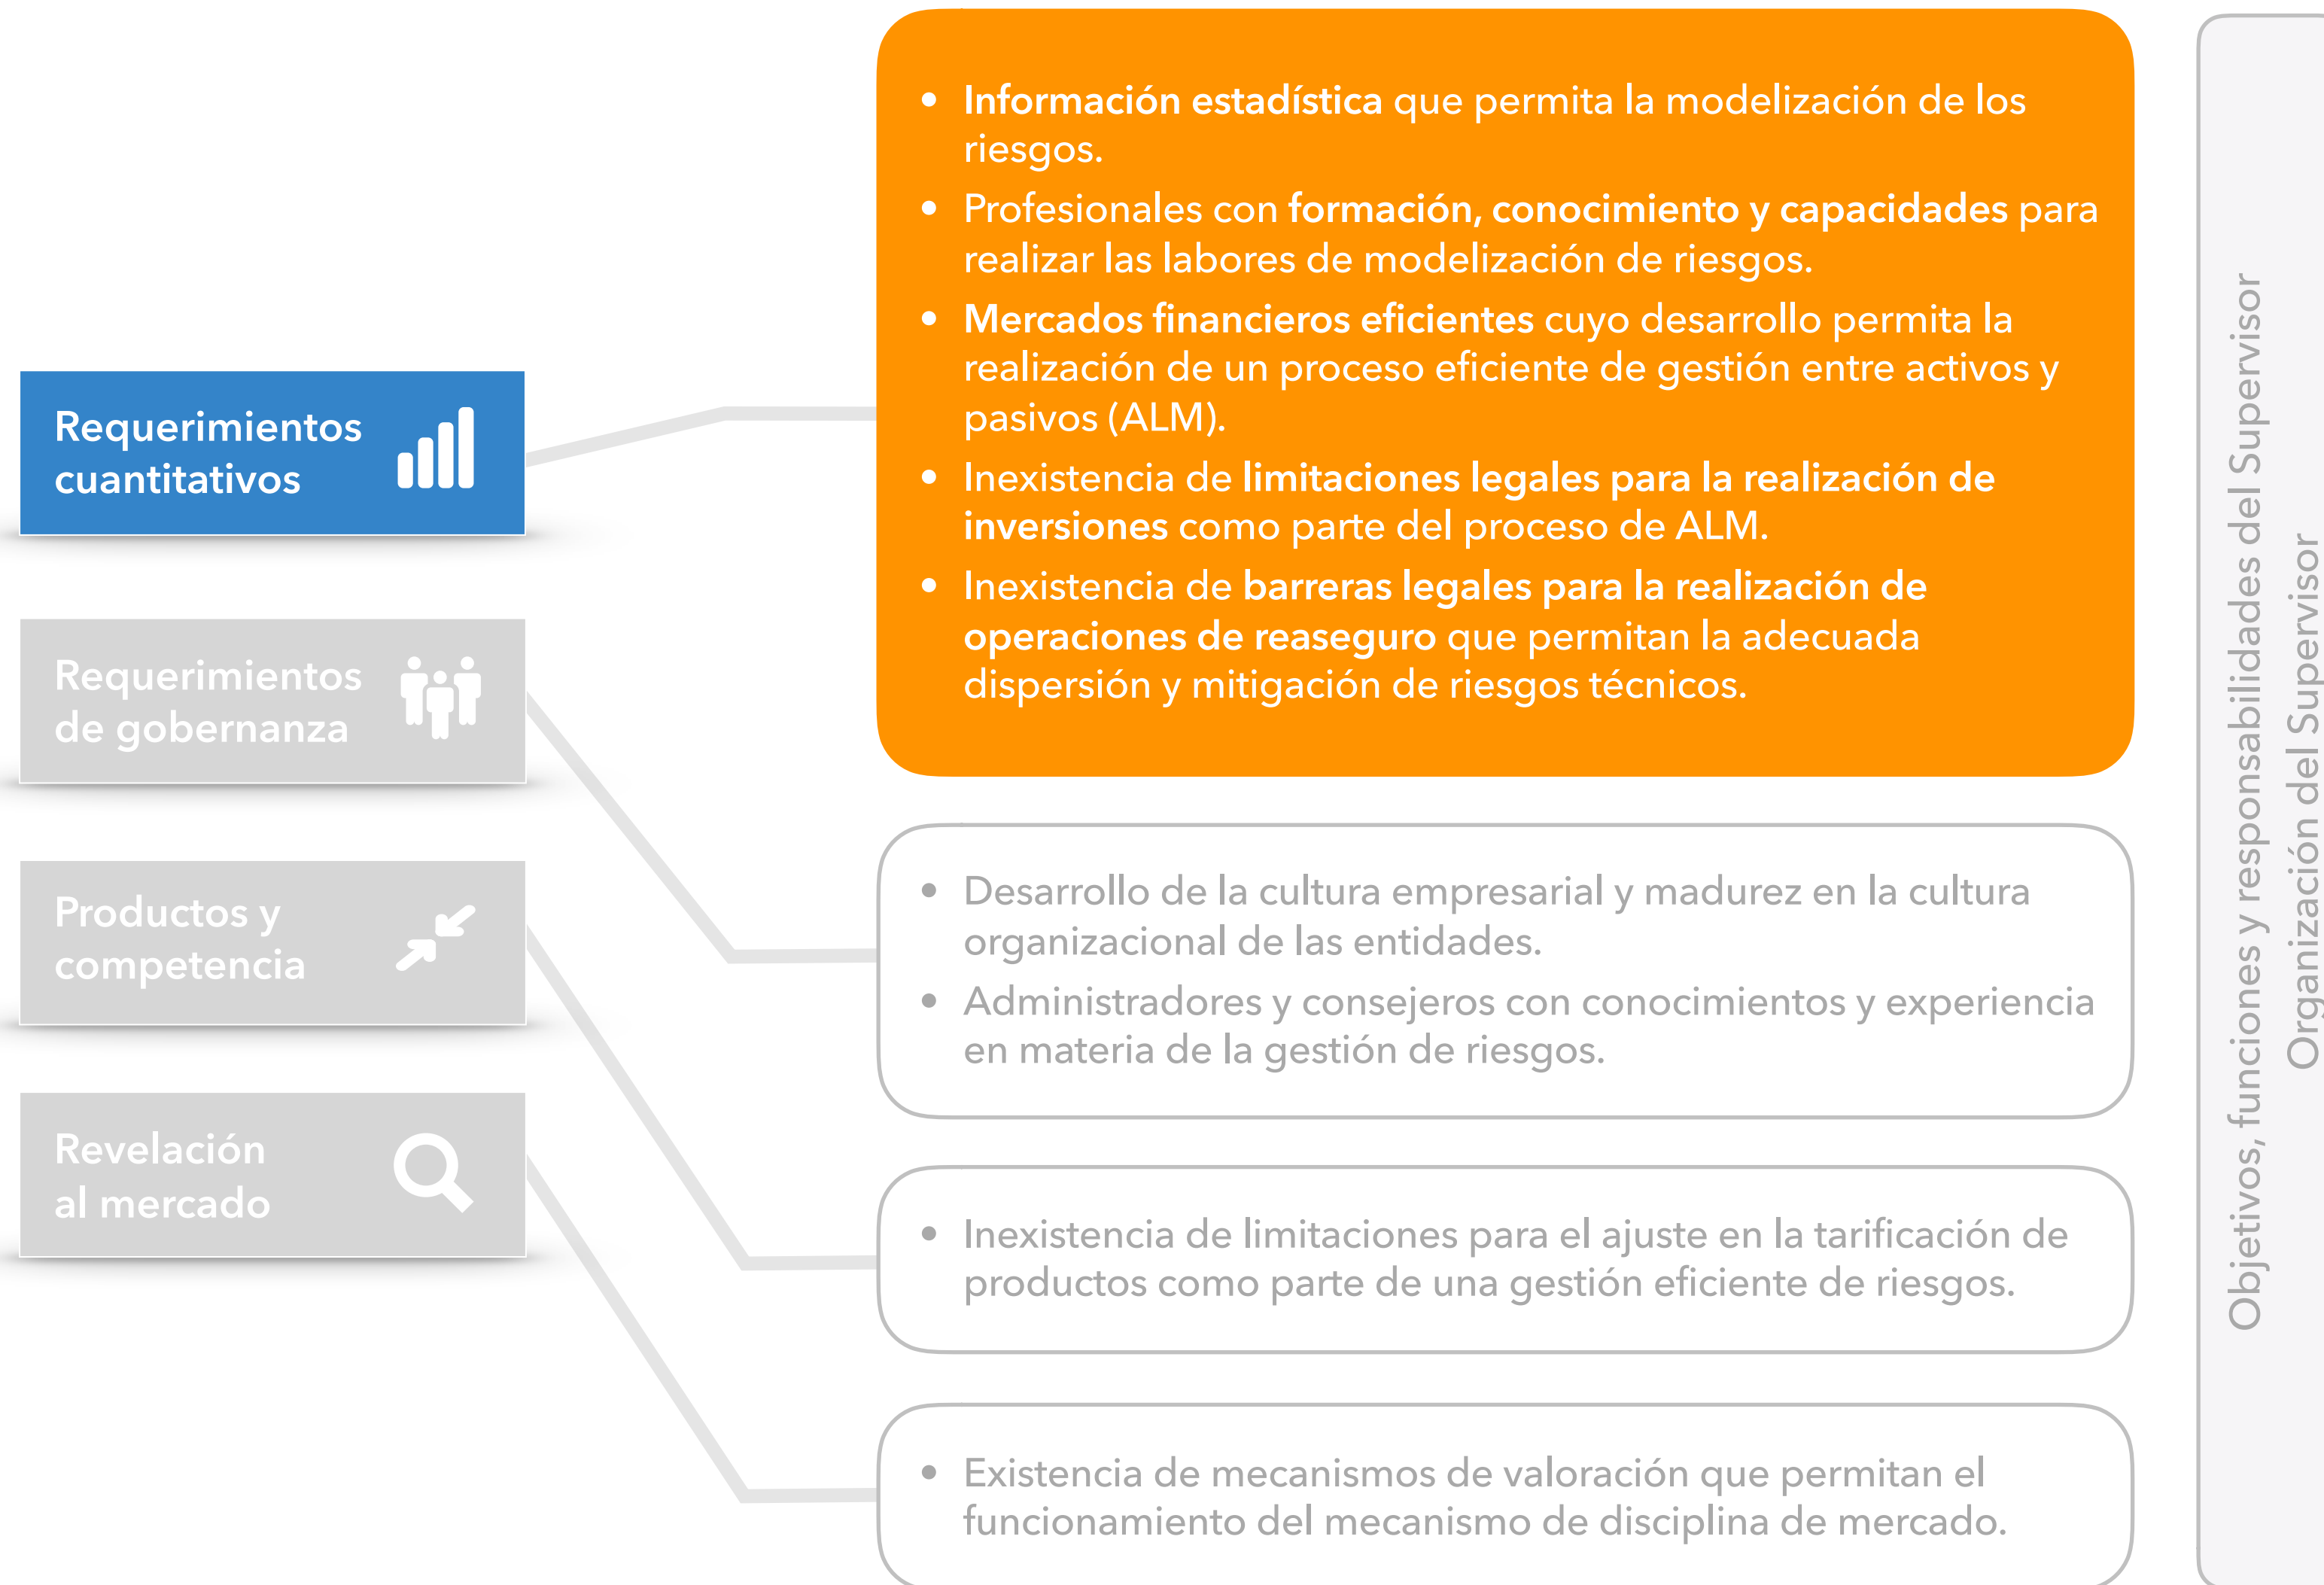 Requerimientos
cuantitativos
• Información estadística que permita la modelización de los
riesgos.
• Profesionales con formación, conocimiento y capacidades para
realizar las labores de modelización de riesgos.
• Mercados financieros eficientes cuyo desarrollo permita la
realización de un proceso eficiente de gestión entre activos y
pasivos (ALM).
• Inexistencia de limitaciones legales para la realización de
inversiones como parte del proceso de ALM.
• Inexistencia de barreras legales para la realización de
operaciones de reaseguro que permitan la adecuada
dispersión y mitigación de riesgos técnicos.
Requerimientos
de gobernanza
• Desarrollo de la cultura empresarial y madurez en la cultura
organizacional de las entidades.
• Administradores y consejeros con conocimientos y experiencia
en materia de la gestión de riesgos.
Productos y
competencia
• Inexistencia de limitaciones para el ajuste en la tarificación de
productos como parte de una gestión eficiente de riesgos.
Revelación
al mercado
• Existencia de mecanismos de valoración que permitan el
funcionamiento del mecanismo de disciplina de mercado.
Objetivos, funciones y responsabilidades del Supervisor
Organización del Supervisor